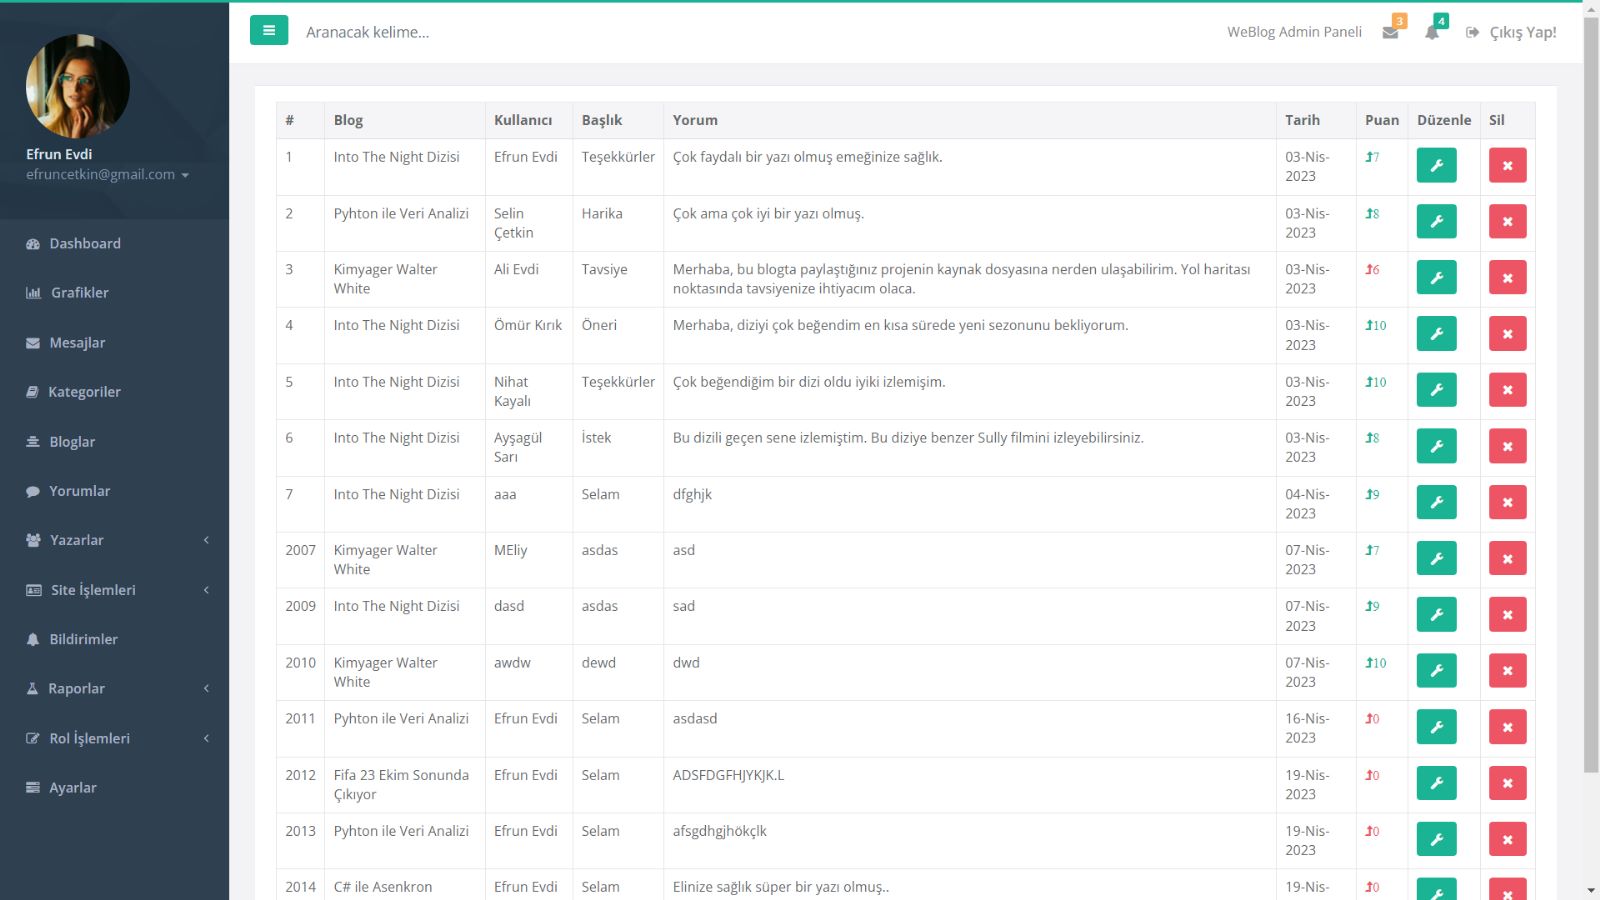 Aranacak kelime...
WeBlog Admin Paneli
3
4
Çıkış Yap!
Efrun Evdi
efruncetkin@gmail.com
Dashboard
Grafikler
Mesajlar
Kategoriler
Bloglar
Yorumlar
Yazarlar
Site İşlemleri
Bildirimler
Raporlar
Rol İşlemleri
Ayarlar
# Blog Kullanıcı Başlık Yorum Tarih Puan Düzenle Sil
1 Into The Night Dizisi Efrun Evdi Teşekkürler Çok faydalı bir yazı olmuş emeğinize sağlık. 03-Nis- 7
2023
2 Pyhton ile Veri Analizi Selin Harika Çok ama çok iyi bir yazı olmuş. 03-Nis- 8
Çetkin 2023
3 Kimyager Walter Ali Evdi Tavsiye Merhaba, bu blogta paylaştığınız projenin kaynak dosyasına nerden ulaşabilirim. Yol haritası 03-Nis- 6
White noktasında tavsiyenize ihtiyacım olaca. 2023
4 Into The Night Dizisi Ömür Kırık Öneri Merhaba, diziyi çok beğendim en kısa sürede yeni sezonunu bekliyorum. 03-Nis- 10
2023
5 Into The Night Dizisi Nihat Teşekkürler Çok beğendiğim bir dizi oldu iyiki izlemişim. 03-Nis- 10
Kayalı 2023
6 Into The Night Dizisi Ayşagül İstek Bu dizili geçen sene izlemiştim. Bu diziye benzer Sully filmini izleyebilirsiniz. 03-Nis- 8
Sarı 2023
7 Into The Night Dizisi aaa Selam dfghjk 04-Nis- 9
2023
2007 Kimyager Walter MEliy asdas asd 07-Nis- 7
White 2023
2009 Into The Night Dizisi dasd asdas sad 07-Nis- 9
2023
2010 Kimyager Walter awdw dewd dwd 07-Nis- 10
White 2023
2011 Pyhton ile Veri Analizi Efrun Evdi Selam asdasd 16-Nis- 0
2023
2012 Fifa 23 Ekim Sonunda Efrun Evdi Selam ADSFDGFHJYKJK.L 19-Nis- 0
Çıkıyor 2023
2013 Pyhton ile Veri Analizi Efrun Evdi Selam afsgdhgjhökçlk 19-Nis- 0
2023
2014 C# ile Asenkron Efrun Evdi Selam Elinize sağlık süper bir yazı olmuş.. 19-Nis- 0